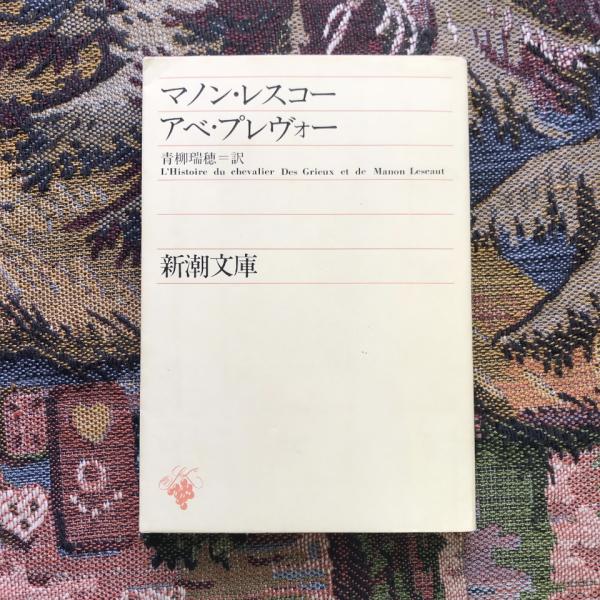 マノン・レスコー
アベ・プレヴォー
青柳瑞穂＝訳
L'Histoire du chevalier Des Grieux et de Manon Lescaut
新潮文庫